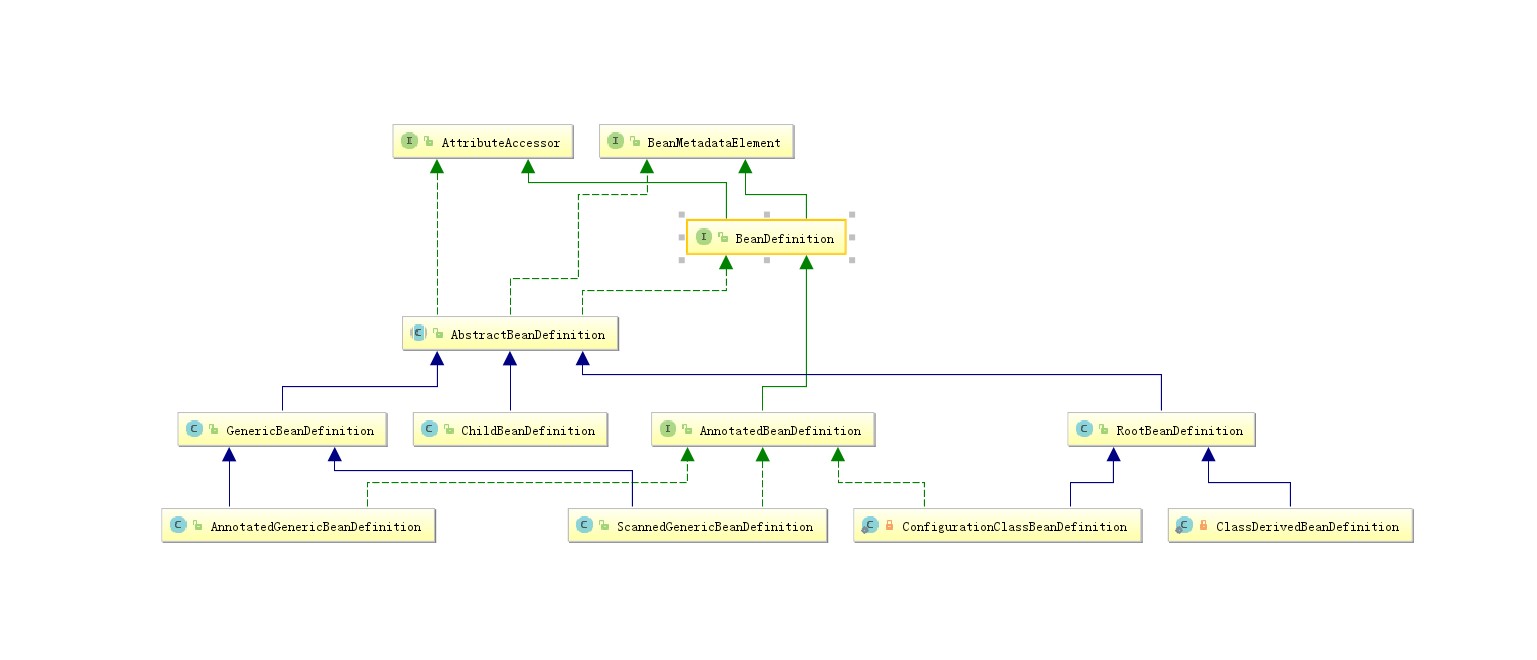 I AttributeAccessor
I BeanMetadataElement
I BeanDefinition
C AbstractBeanDefinition
C GenericBeanDefinition
C ChildBeanDefinition
I AnnotatedBeanDefinition
C RootBeanDefinition
C AnnotatedGenericBeanDefinition
C ScannedGenericBeanDefinition
C ConfigurationClassBeanDefinition
C ClassDerivedBeanDefinition